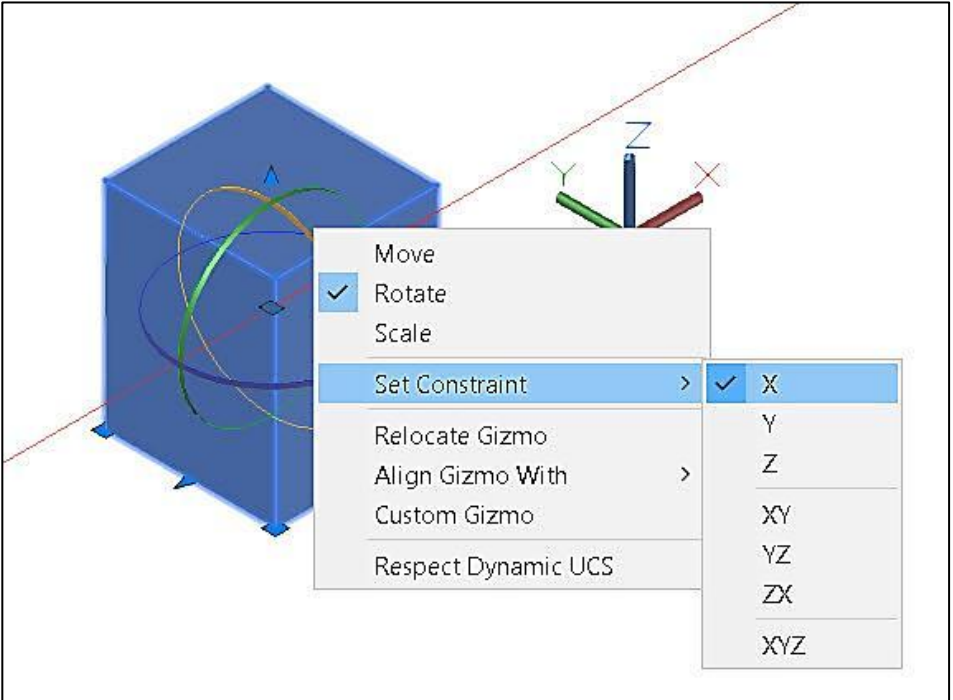 Z
Y
X
Move
Rotate
Scale
Set Constraint
X
Y
Z
Relocate Gizmo
Align Gizmo With
Custom Gizmo
XY
YZ
Respect Dynamic UCS
ZX
XYZ